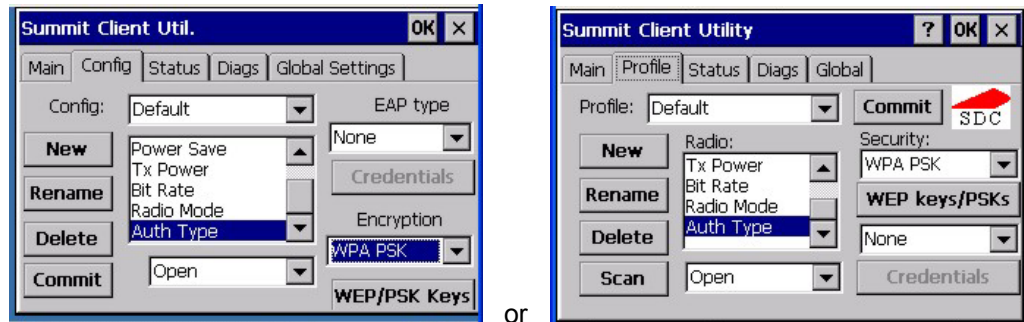 Summit Client Util. OK ×
Main Config Status Diags Global Settings
Config: Default EAP type
None
New Power Save
Tx Power Credentials
Rename Bit Rate
Radio Mode Encryption
Delete Auth Type WPA PSK
Commit Open WEP/PSK Keys
or
Summit Client Utility ? OK ×
Main Profile Status Diags Global
Profile: Default Commit SDC
New Radio: Security:
Tx Power WPA PSK
Rename Bit Rate WEP keys/PSKs
Radio Mode
Delete Auth Type None
Scan Open Credentials